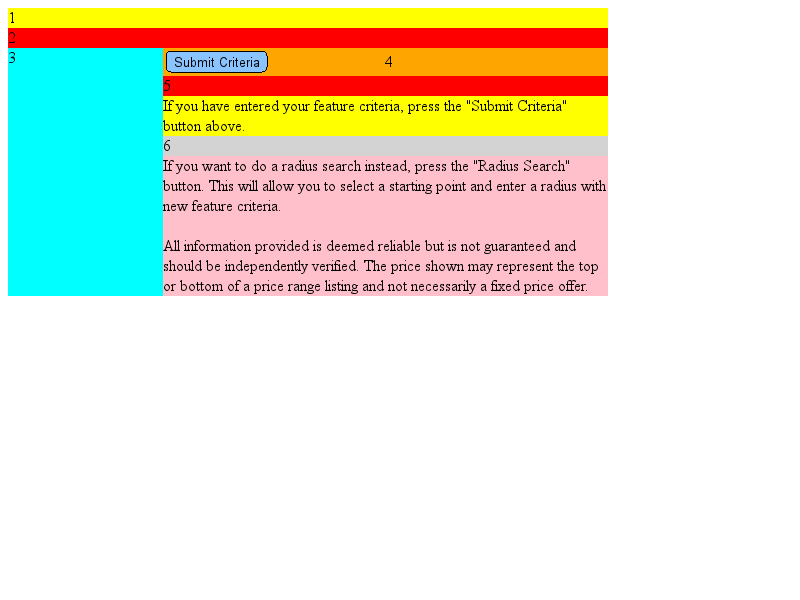 1
2
3
Submit Criteria 4
5
If you have entered your feature criteria, press the "Submit Criteria"
button above.
6
If you want to do a radius search instead, press the "Radius Search"
button. This will allow you to select a starting point and enter a radius with
new feature criteria.
All information provided is deemed reliable but is not guaranteed and
should be independently verified. The price shown may represent the top
or bottom of a price range listing and not necessarily a fixed price offer.